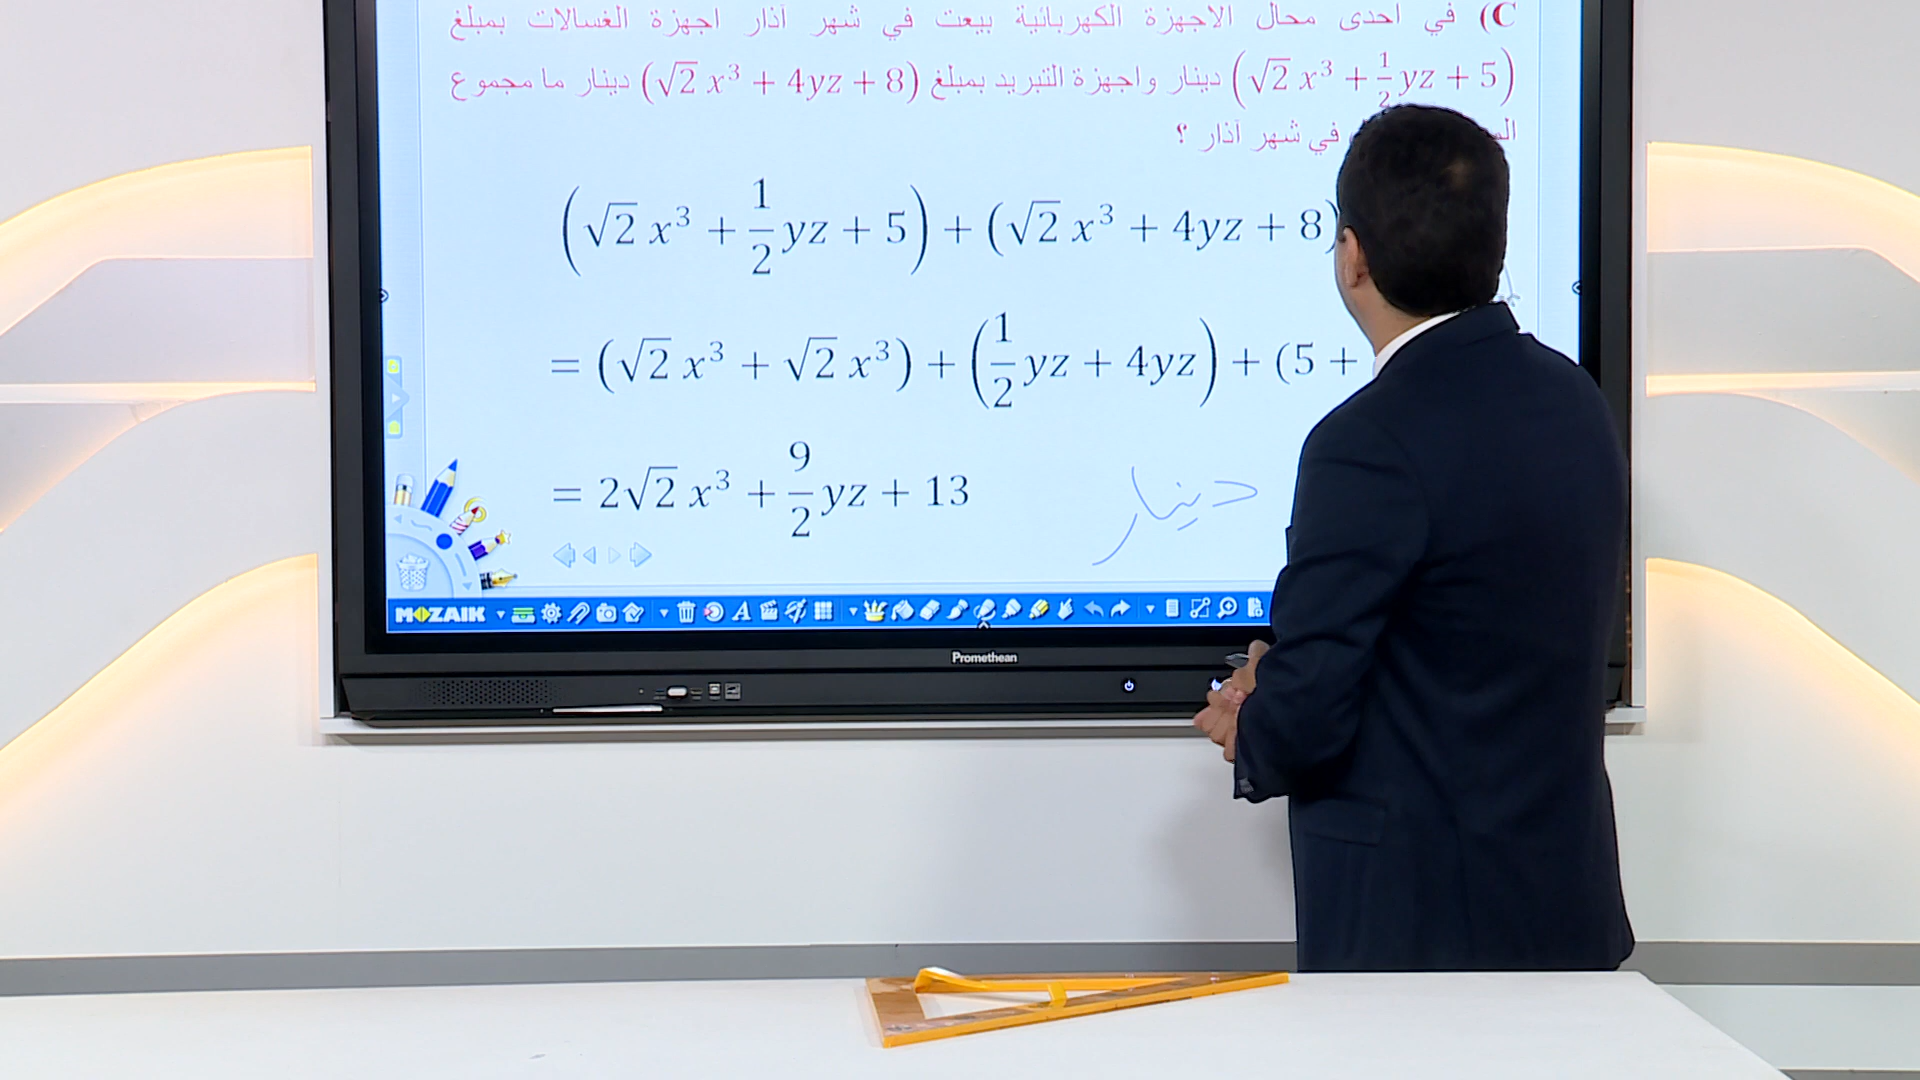 C) في احدى محال الاجهزة الكهربائية بيعت في شهر آذار اجهزة الغسالات بمبلغ
(√2 x³ + 1/2 yz + 5) دينار واجهزة التبريد بمبلغ (√2 x³ + 4yz + 8) دينار ما مجموع
في شهر آذار ؟
(√2 x³ + 1/2 yz + 5) + (√2 x³ + 4yz + 8)
= (√2 x³ + √2 x³) + (1/2 yz + 4yz) + (5 +
= 2√2 x³ + 9/2 yz + 13 دينار
MOZAIK
Promethean